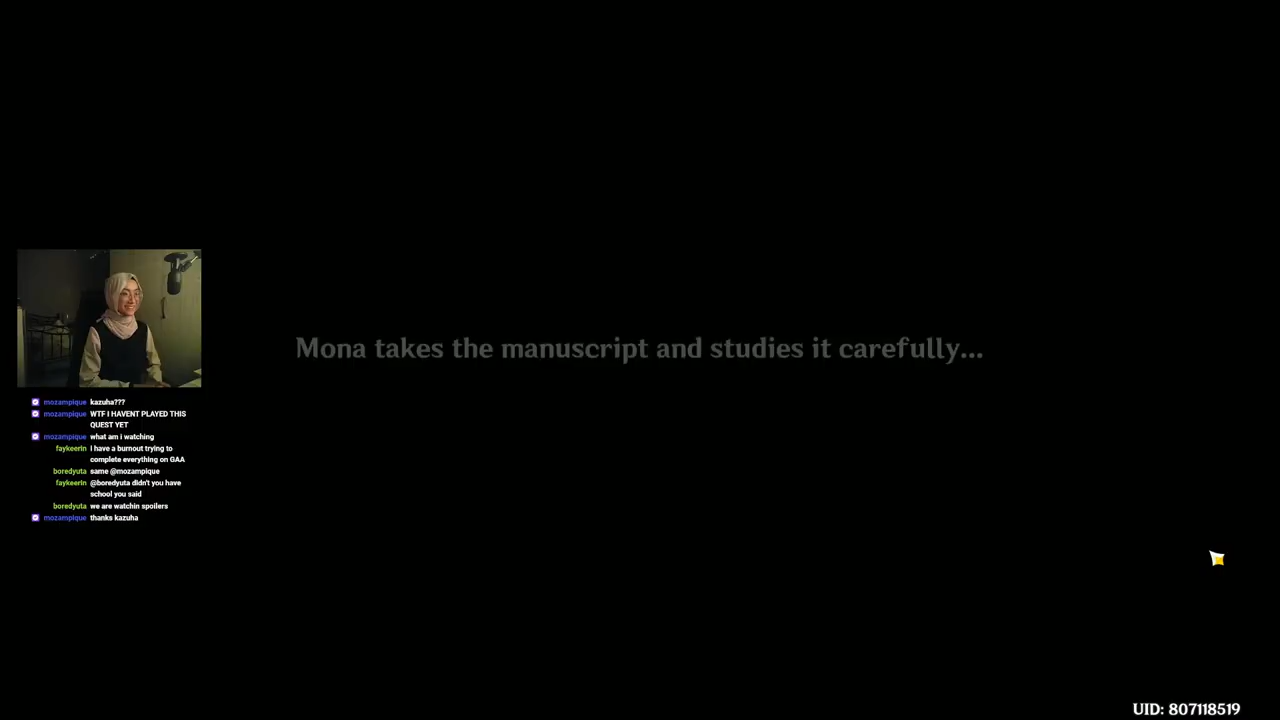 Mona takes the manuscript and studies it carefully...
mozampique kazuha???
mozampique WTF I HAVENT PLAYED THIS
QUEST YET
mozampique what am i watching
faykeerin I have a burnout trying to
complete everything on GAA
boredyuta same @mozampique
faykeerin @boredyuta didn't you have
school you said
boredyuta we are watchin spoilers
mozampique thanks kazuha
UID: 807118519